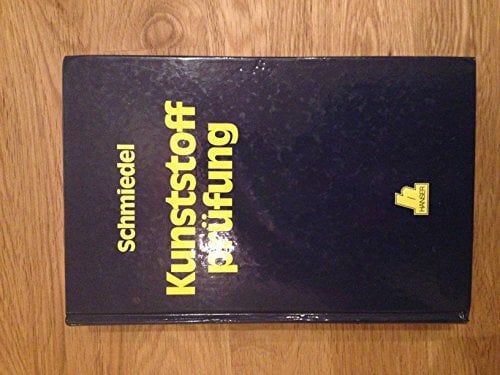 Schmiedel
Kunststoff
prüfung
HANSER